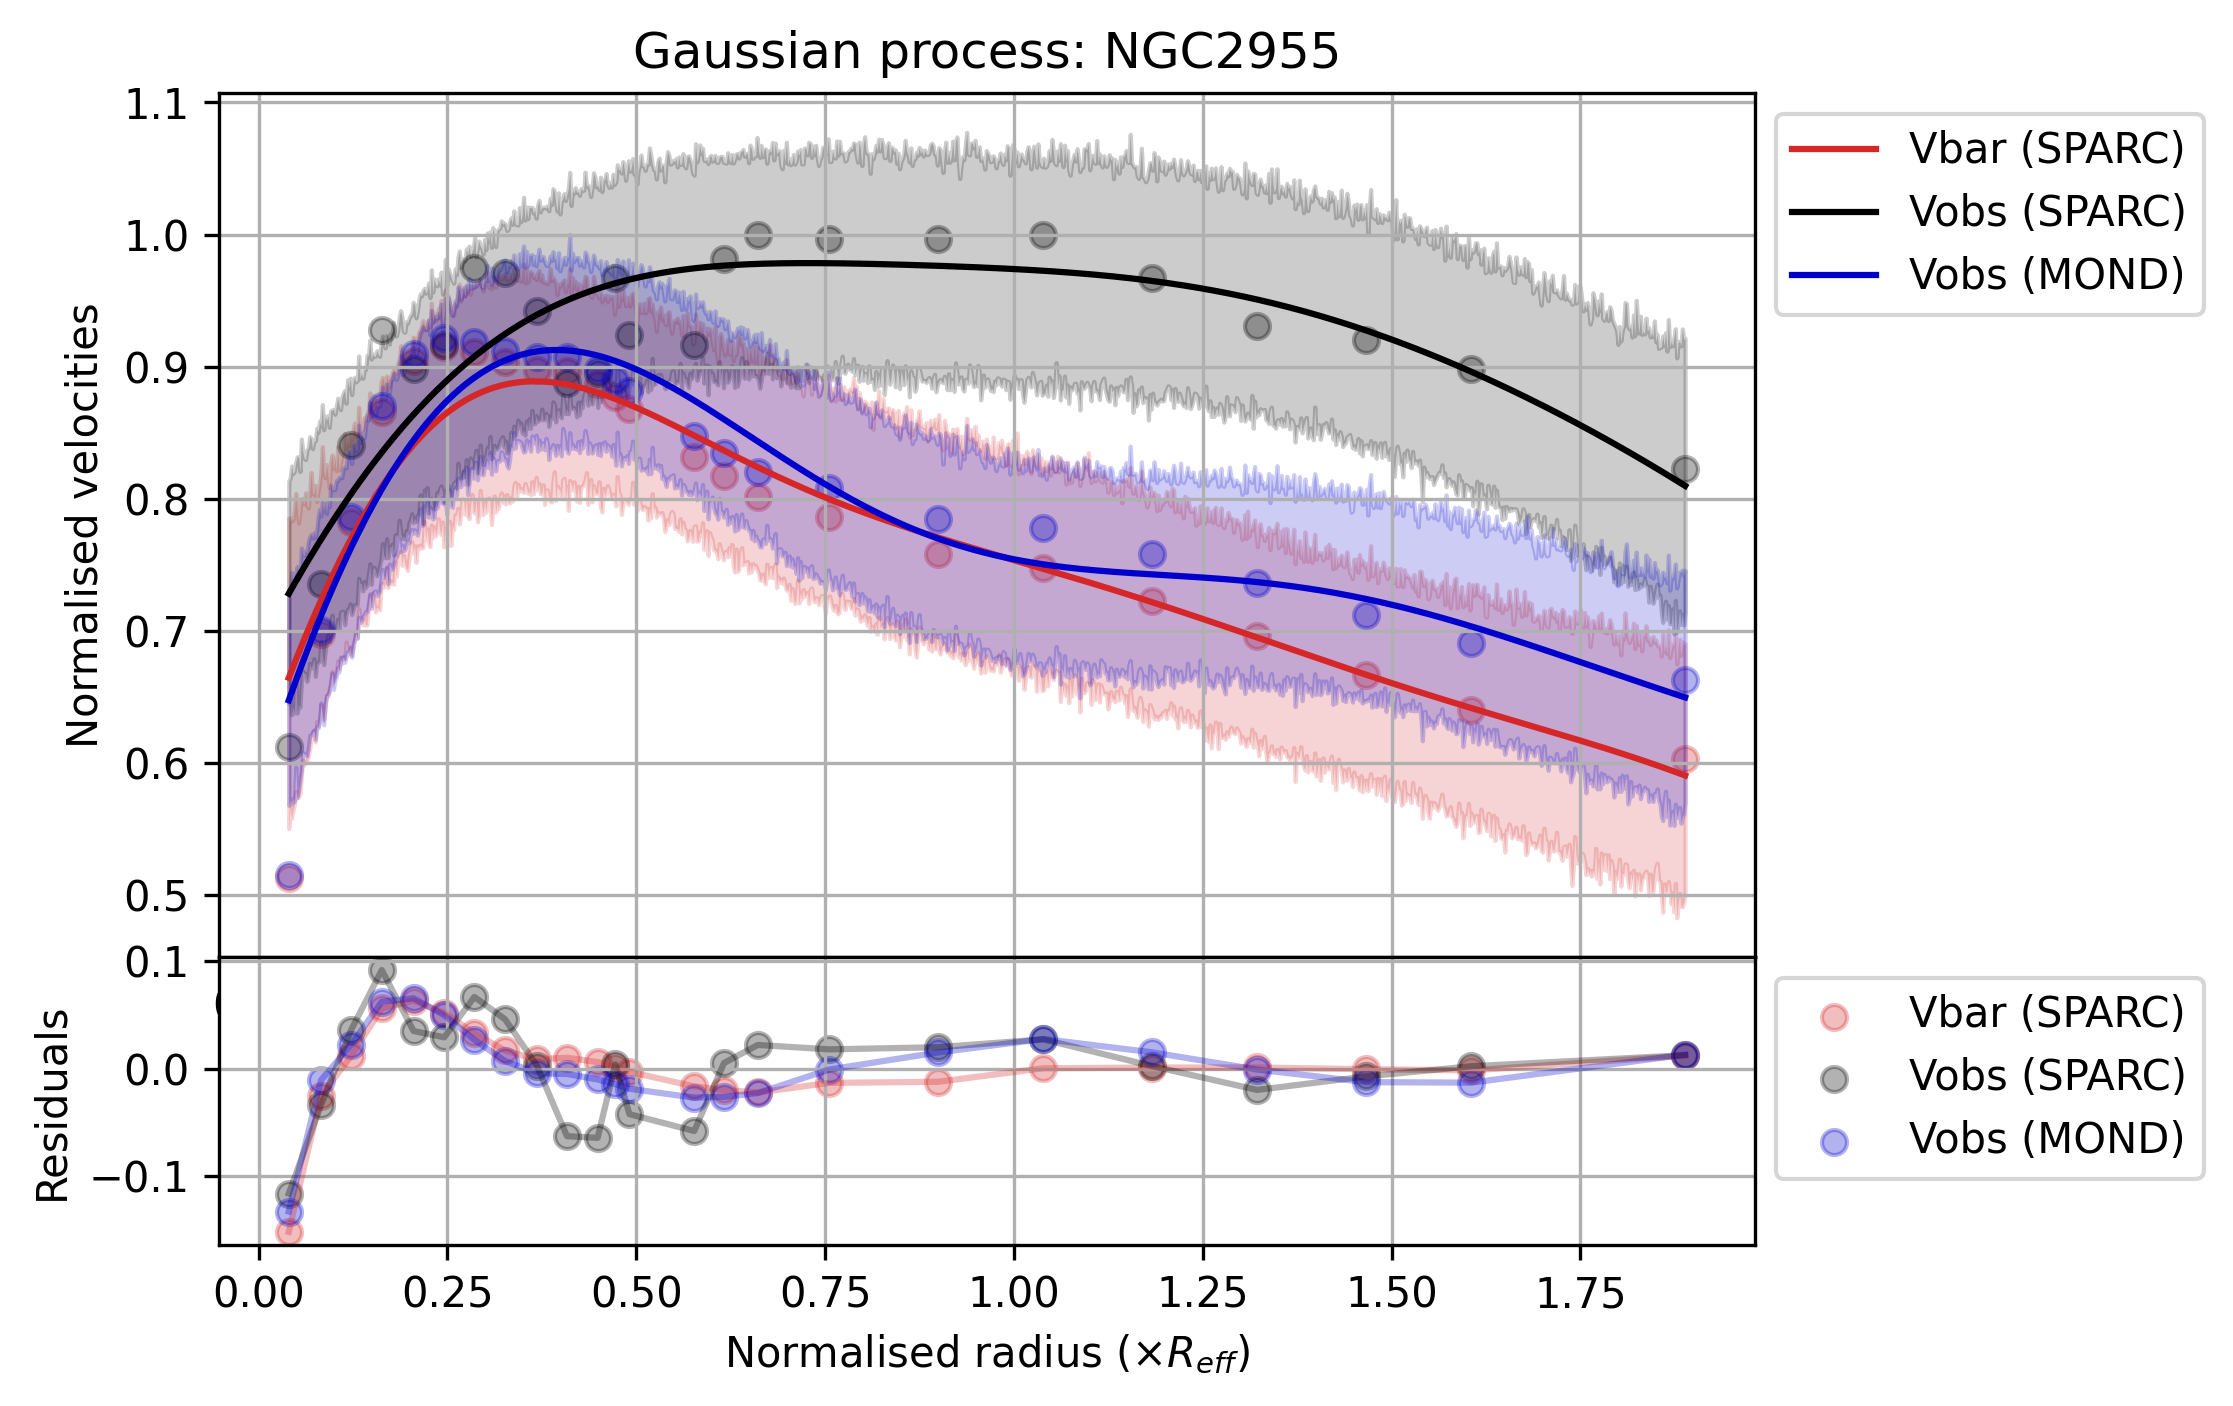 Gaussian process: NGC2955
1.1
1.0
0.9
0.8
0.7
0.6
0.5
Normalised velocities
Vbar (SPARC)
Vobs (SPARC)
Vobs (MOND)
0.1
0.0
−0.1
Residuals
Vbar (SPARC)
Vobs (SPARC)
Vobs (MOND)
0.00 0.25 0.50 0.75 1.00 1.25 1.50 1.75
Normalised radius (×R_eff)